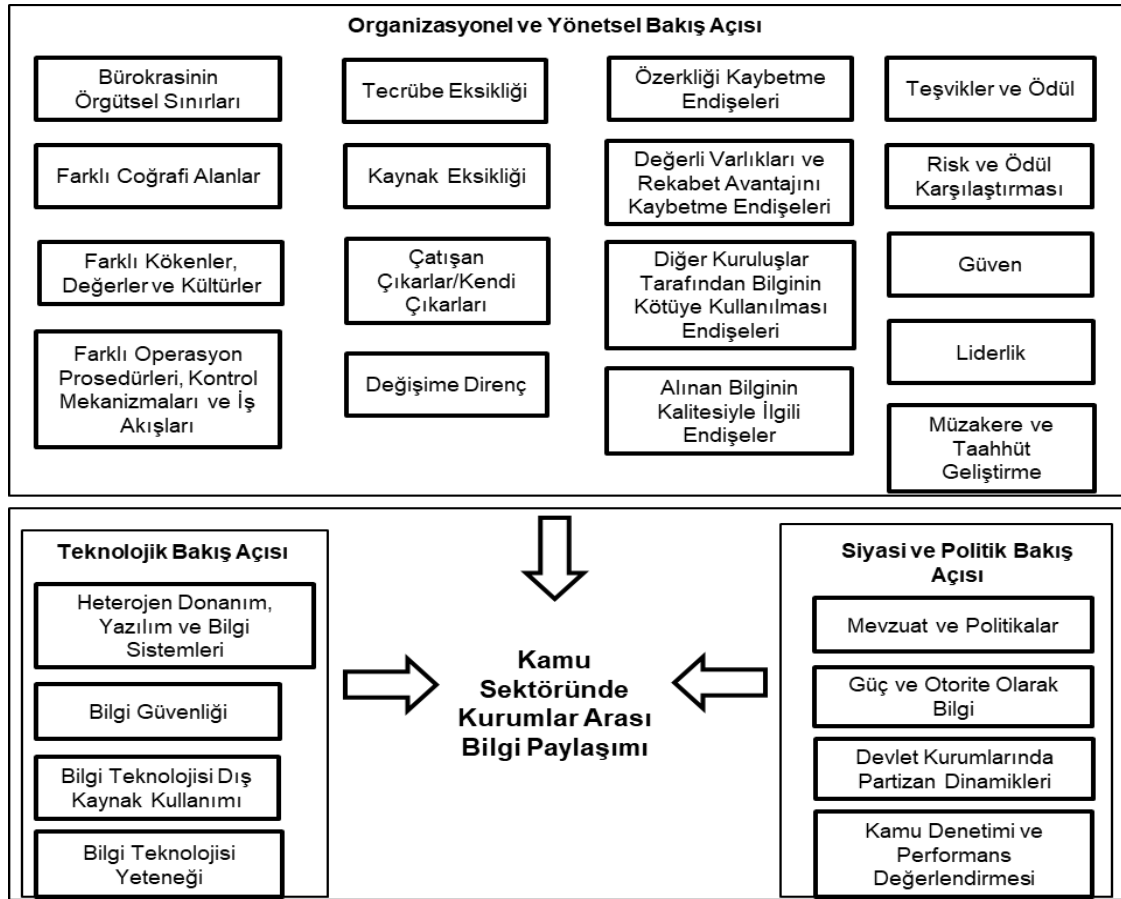 Organizasyonel ve Yönetsel Bakış Açısı
Bürokrasinin
Örgütsel Sınırları
Farklı Coğrafi Alanlar
Farklı Kökenler,
Değerler ve Kültürler
Farklı Operasyon
Prosedürleri, Kontrol
Mekanizmaları ve İş
Akışları
Tecrübe Eksikliği
Kaynak Eksikliği
Çatışan
Çıkarlar/Kendi
Çıkarları
Değişime Direnç
Özerkliği Kaybetme
Endişeleri
Değerli Varlıkları ve
Rekabet Avantajını
Kaybetme Endişeleri
Diğer Kuruluşlar
Tarafından Bilginin
Kötüye Kullanılması
Endişeleri
Alınan Bilginin
Kalitesiyle İlgili
Endişeler
Teşvikler ve Ödül
Risk ve Ödül
Karşılaştırması
Güven
Liderlik
Müzakere ve
Taahhüt
Geliştirme
Teknolojik Bakış Açısı
Heterojen Donanım,
Yazılım ve Bilgi
Sistemleri
Bilgi Güvenliği
Bilgi Teknolojisi Dış
Kaynak Kullanımı
Bilgi Teknolojisi
Yeteneği
Kamu
Sektöründe
Kurumlar Arası
Bilgi Paylaşımı
Siyasi ve Politik Bakış
Açısı
Mevzuat ve Politikalar
Güç ve Otorite Olarak
Bilgi
Devlet Kurumlarında
Partizan Dinamikleri
Kamu Denetimi ve
Performans
Değerlendirmesi